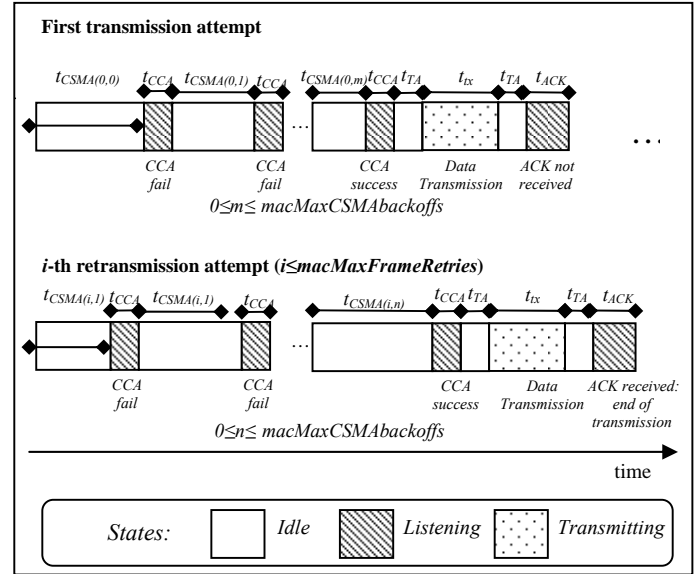 First transmission attempt
tCSMA(0,0) tCCA tCSMA(0,1) tCCA tCSMA(0,m) tCCA tTA ttx tTA tACK
... ...
CCA fail CCA fail CCA success Data Transmission ACK not received
0≤m≤ macMaxCSMAbackoffs
i-th retransmission attempt (i≤macMaxFrameRetries)
tCSMA(i,1) tCCA tCSMA(i,1) tCCA tCSMA(i,n) tCCA tTA ttx tTA tACK
...
CCA fail CCA fail CCA success Data Transmission ACK received: end of transmission
0≤n≤ macMaxCSMAbackoffs
time
States: Idle Listening Transmitting